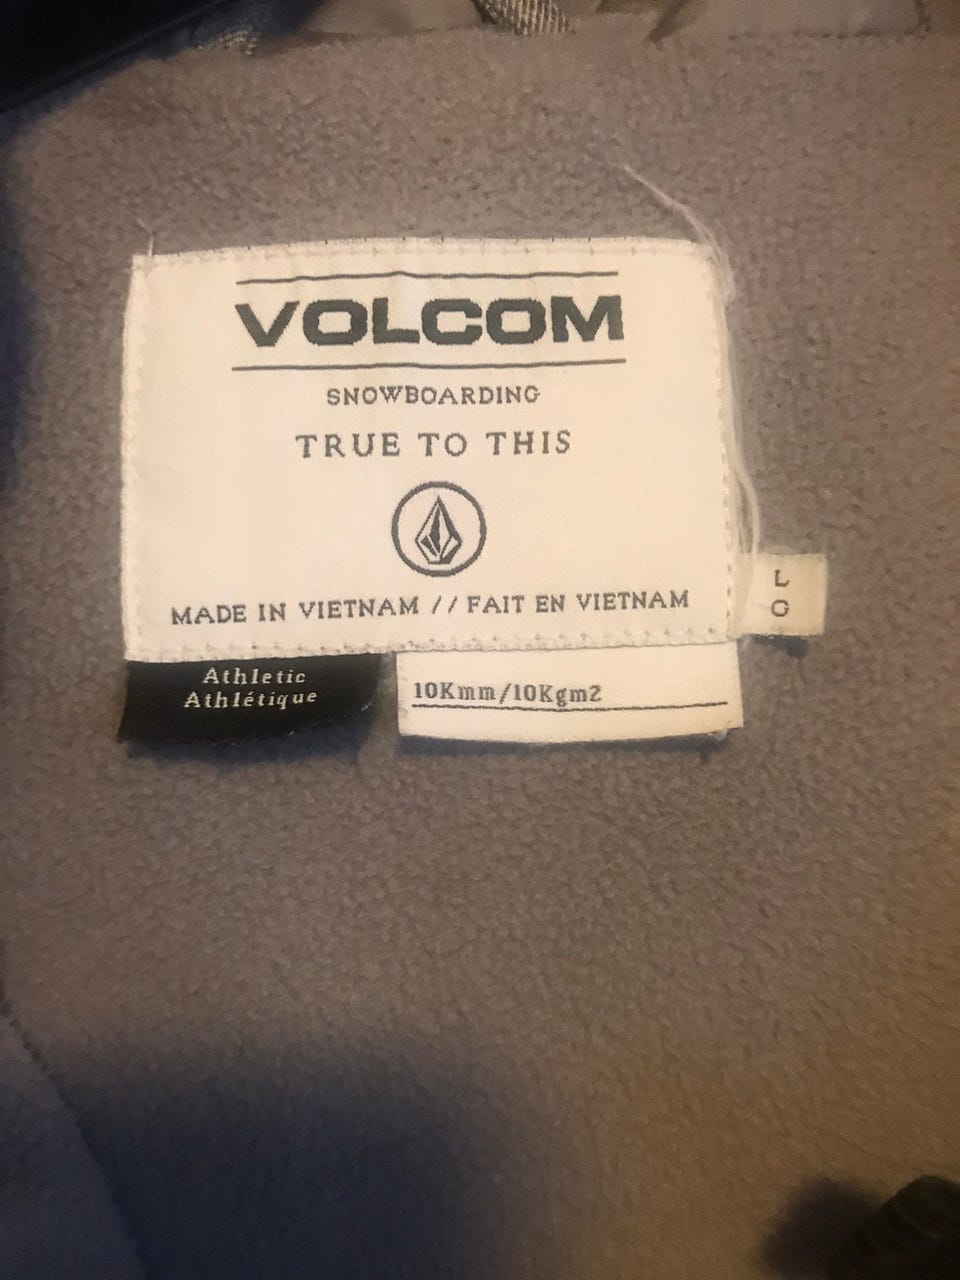 VOLCOM
SNOWBOARDING
TRUE TO THIS
MADE IN VIETNAM // FAIT EN VIETNAM
L
G
Athletic
Athlétique
10Kmm/10Kgm2